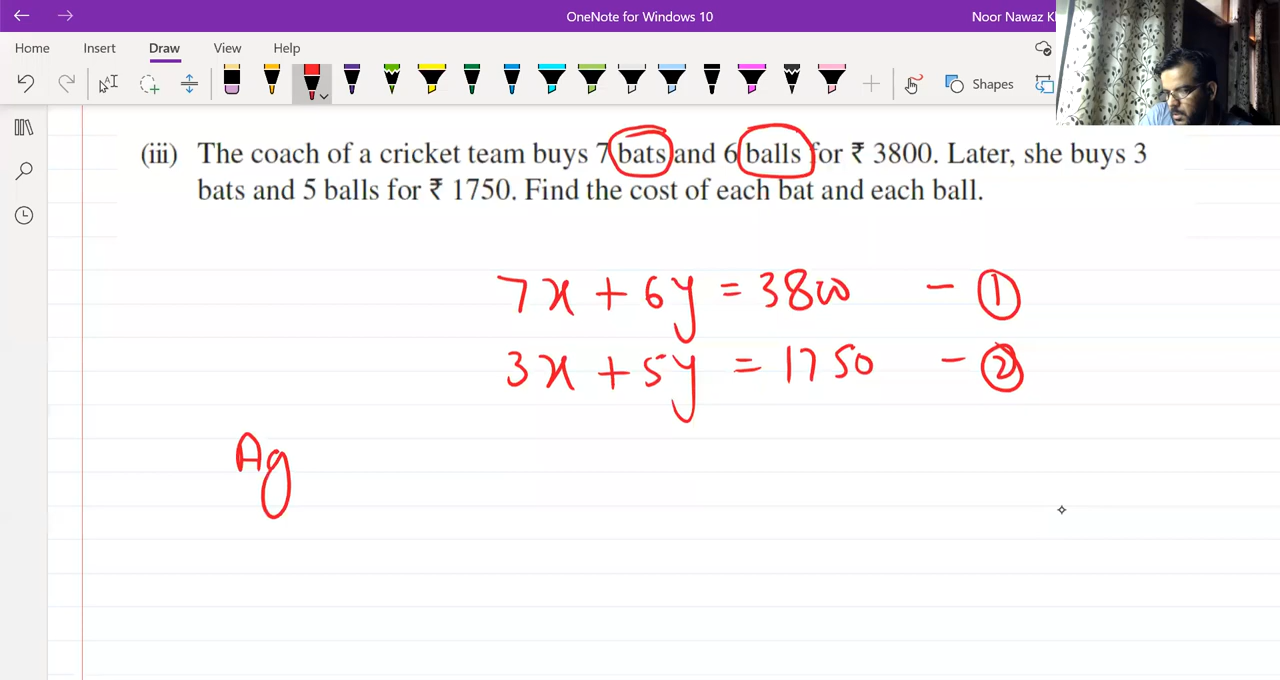 OneNote for Windows 10
Noor Nawaz K
Home Insert Draw View Help
Shapes
(iii) The coach of a cricket team buys 7 bats and 6 balls for ₹ 3800. Later, she buys 3
bats and 5 balls for ₹ 1750. Find the cost of each bat and each ball.
7x + 6y = 3800 – ①
3x + 5y = 1750 – ②
Ag